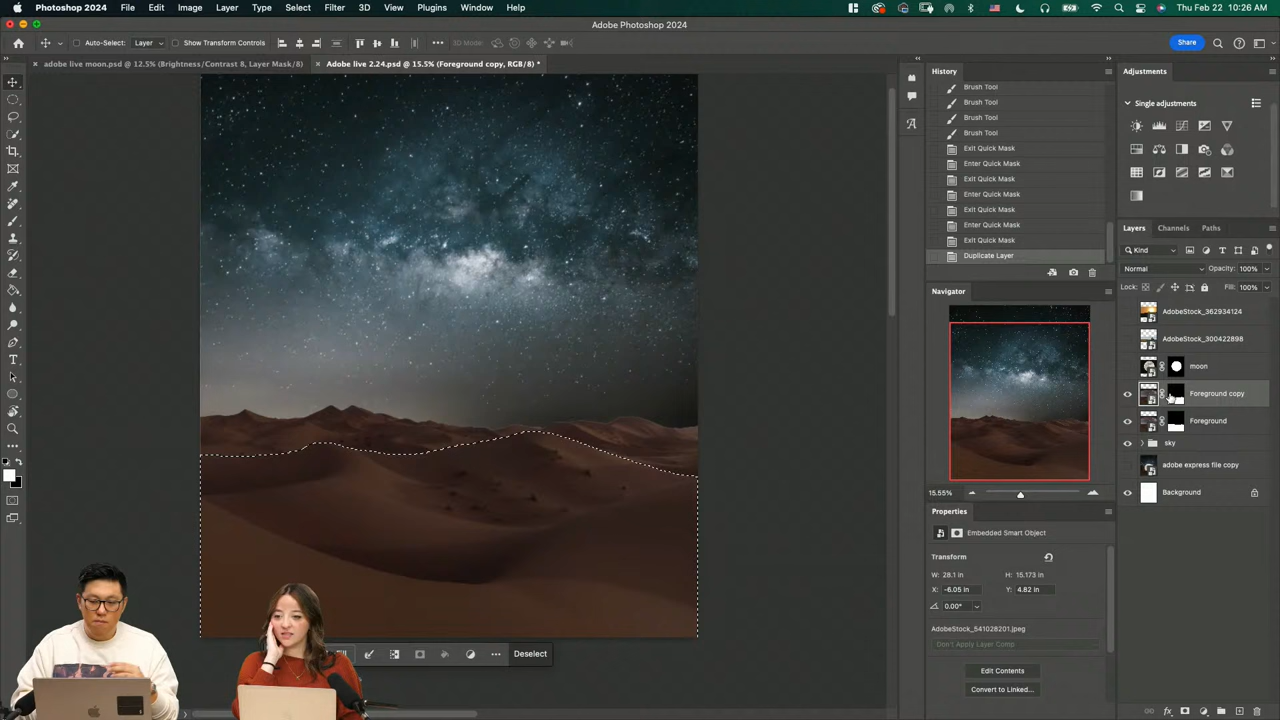 Photoshop 2024 File Edit Image Layer Type Select Filter 3D View Plugins Window Help Thu Feb 22 10:26 AM
Adobe Photoshop 2024
Auto-Select: Layer Show Transform Controls 3D Mode: Share
adobe live moon.psd @ 12.5% (Brightness/Contrast 8, Layer Mask/8) Adobe live 2.24.psd @ 15.5% (Foreground copy, RGB/8) *
History
Brush Tool
Brush Tool
Brush Tool
Brush Tool
Exit Quick Mask
Enter Quick Mask
Exit Quick Mask
Enter Quick Mask
Exit Quick Mask
Enter Quick Mask
Exit Quick Mask
Duplicate Layer
Navigator
15.55%
Properties
Embedded Smart Object
Transform
W: 28.1 in H: 15.173 in
X: -6.05 in Y: 4.82 in
0.00°
AdobeStock_541028201.jpeg
Don't Apply Layer Comp
Edit Contents
Convert to Linked...
Adjustments
Single adjustments
Layers Channels Paths
Kind
Normal Opacity: 100%
Lock: Fill: 100%
AdobeStock_362934124
AdobeStock_300422898
moon
Foreground copy
Foreground
sky
adobe express file copy
Background
Deselect